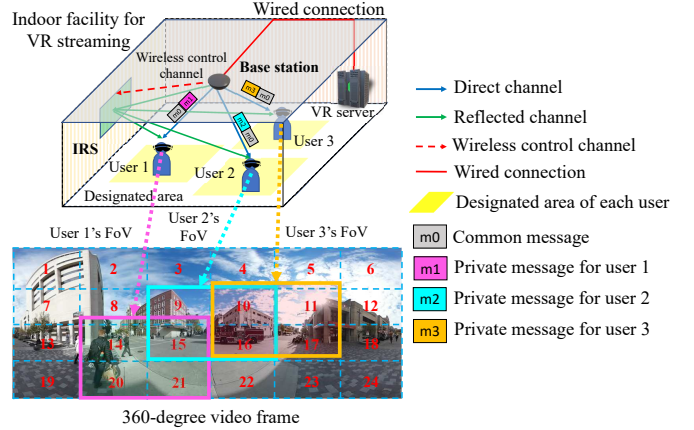 Indoor facility for
VR streaming
Wired connection
Wireless control
channel
Base station
m3 m0
m0 m1
m2 m0
VR server
IRS
User 1
User 2
User 3
Designated area
Direct channel
Reflected channel
Wireless control channel
Wired connection
Designated area of each user
m0 Common message
m1 Private message for user 1
m2 Private message for user 2
m3 Private message for user 3
User 1's FoV
User 2's
FoV
User 3's FoV
1 2 3 4 5 6
7 8 9 10 11 12
13 14 15 16 17 18
19 20 21 22 23 24
360-degree video frame